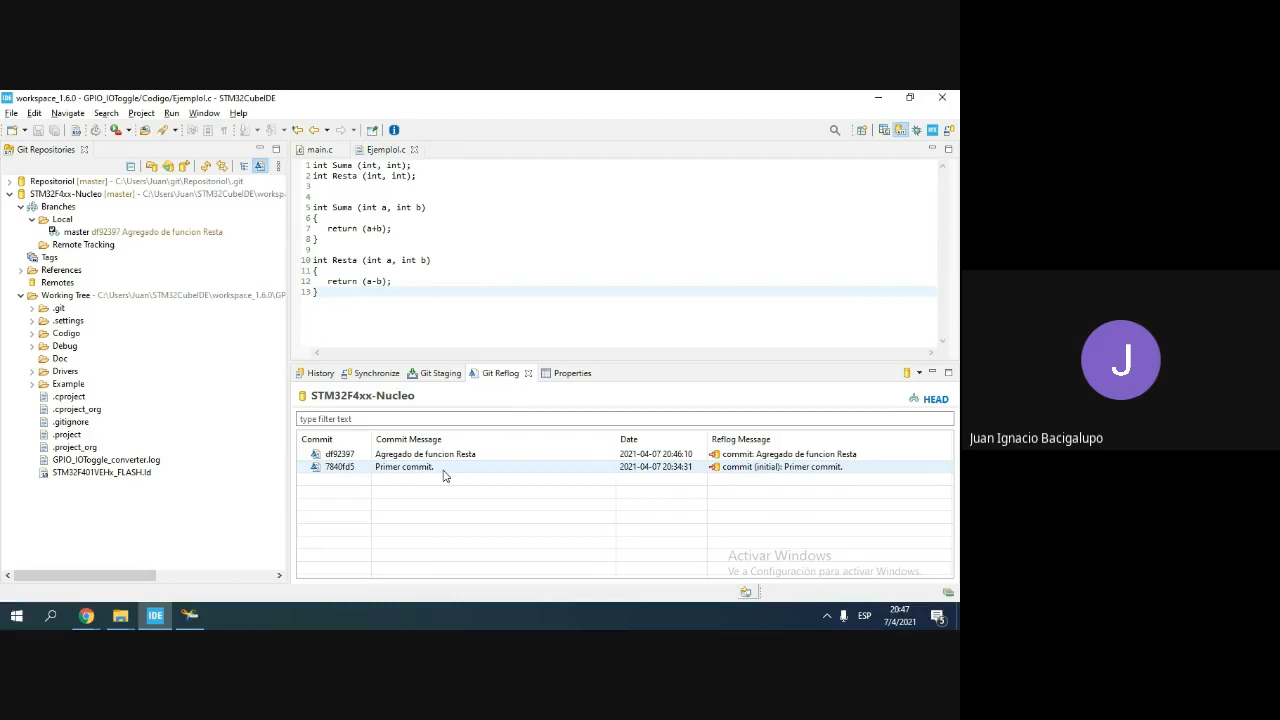 workspace_1.6.0 - GPIO_IOToggle/Codigo/Ejemplo1.c - STM32CubeIDE
File Edit Navigate Search Project Run Window Help
Git Repositories
Repositorio1 [master] - C:\Users\Juan\git\Repositorio1\.git
STM32F4xx-Nucleo [master] - C:\Users\Juan\STM32CubeIDE\worksp
Branches
Local
master df92397 Agregado de funcion Resta
Remote Tracking
Tags
References
Remotes
Working Tree - C:\Users\Juan\STM32CubeIDE\workspace_1.6.0\GP
.git
.settings
Codigo
Debug
Doc
Drivers
Example
.cproject
.cproject_org
.gitignore
.project
.project_org
GPIO_IOToggle_converter.log
STM32F401VEHx_FLASH.ld
main.c Ejemplo1.c
1 int Suma (int, int);
2 int Resta (int, int);
3
4
5 int Suma (int a, int b)
6 {
7 return (a+b);
8 }
9
10 int Resta (int a, int b)
11 {
12 return (a-b);
13 }
History Synchronize Git Staging Git Reflog Properties
STM32F4xx-Nucleo
HEAD
type filter text
Commit Commit Message Date Reflog Message
df92397 Agregado de funcion Resta 2021-04-07 20:46:10 commit: Agregado de funcion Resta
7840fd5 Primer commit. 2021-04-07 20:34:31 commit (initial): Primer commit.
Activar Windows
Ve a Configuración para activar Windows.
IDE
ESP
20:47
7/4/2021
5
J
Juan Ignacio Bacigalupo